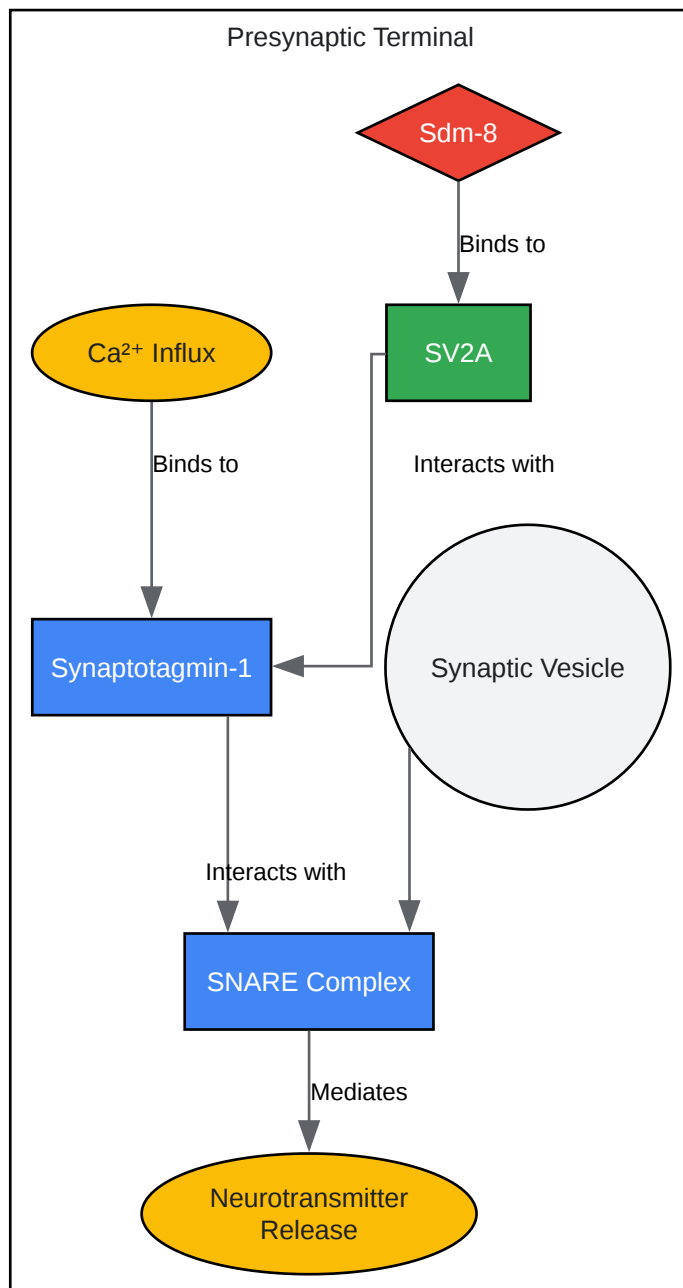 Presynaptic Terminal
Sdm-8
Binds to
Ca²⁺ Influx
SV2A
Binds to
Interacts with
Synaptotagmin-1
Synaptic Vesicle
Interacts with
SNARE Complex
Mediates
Neurotransmitter
Release